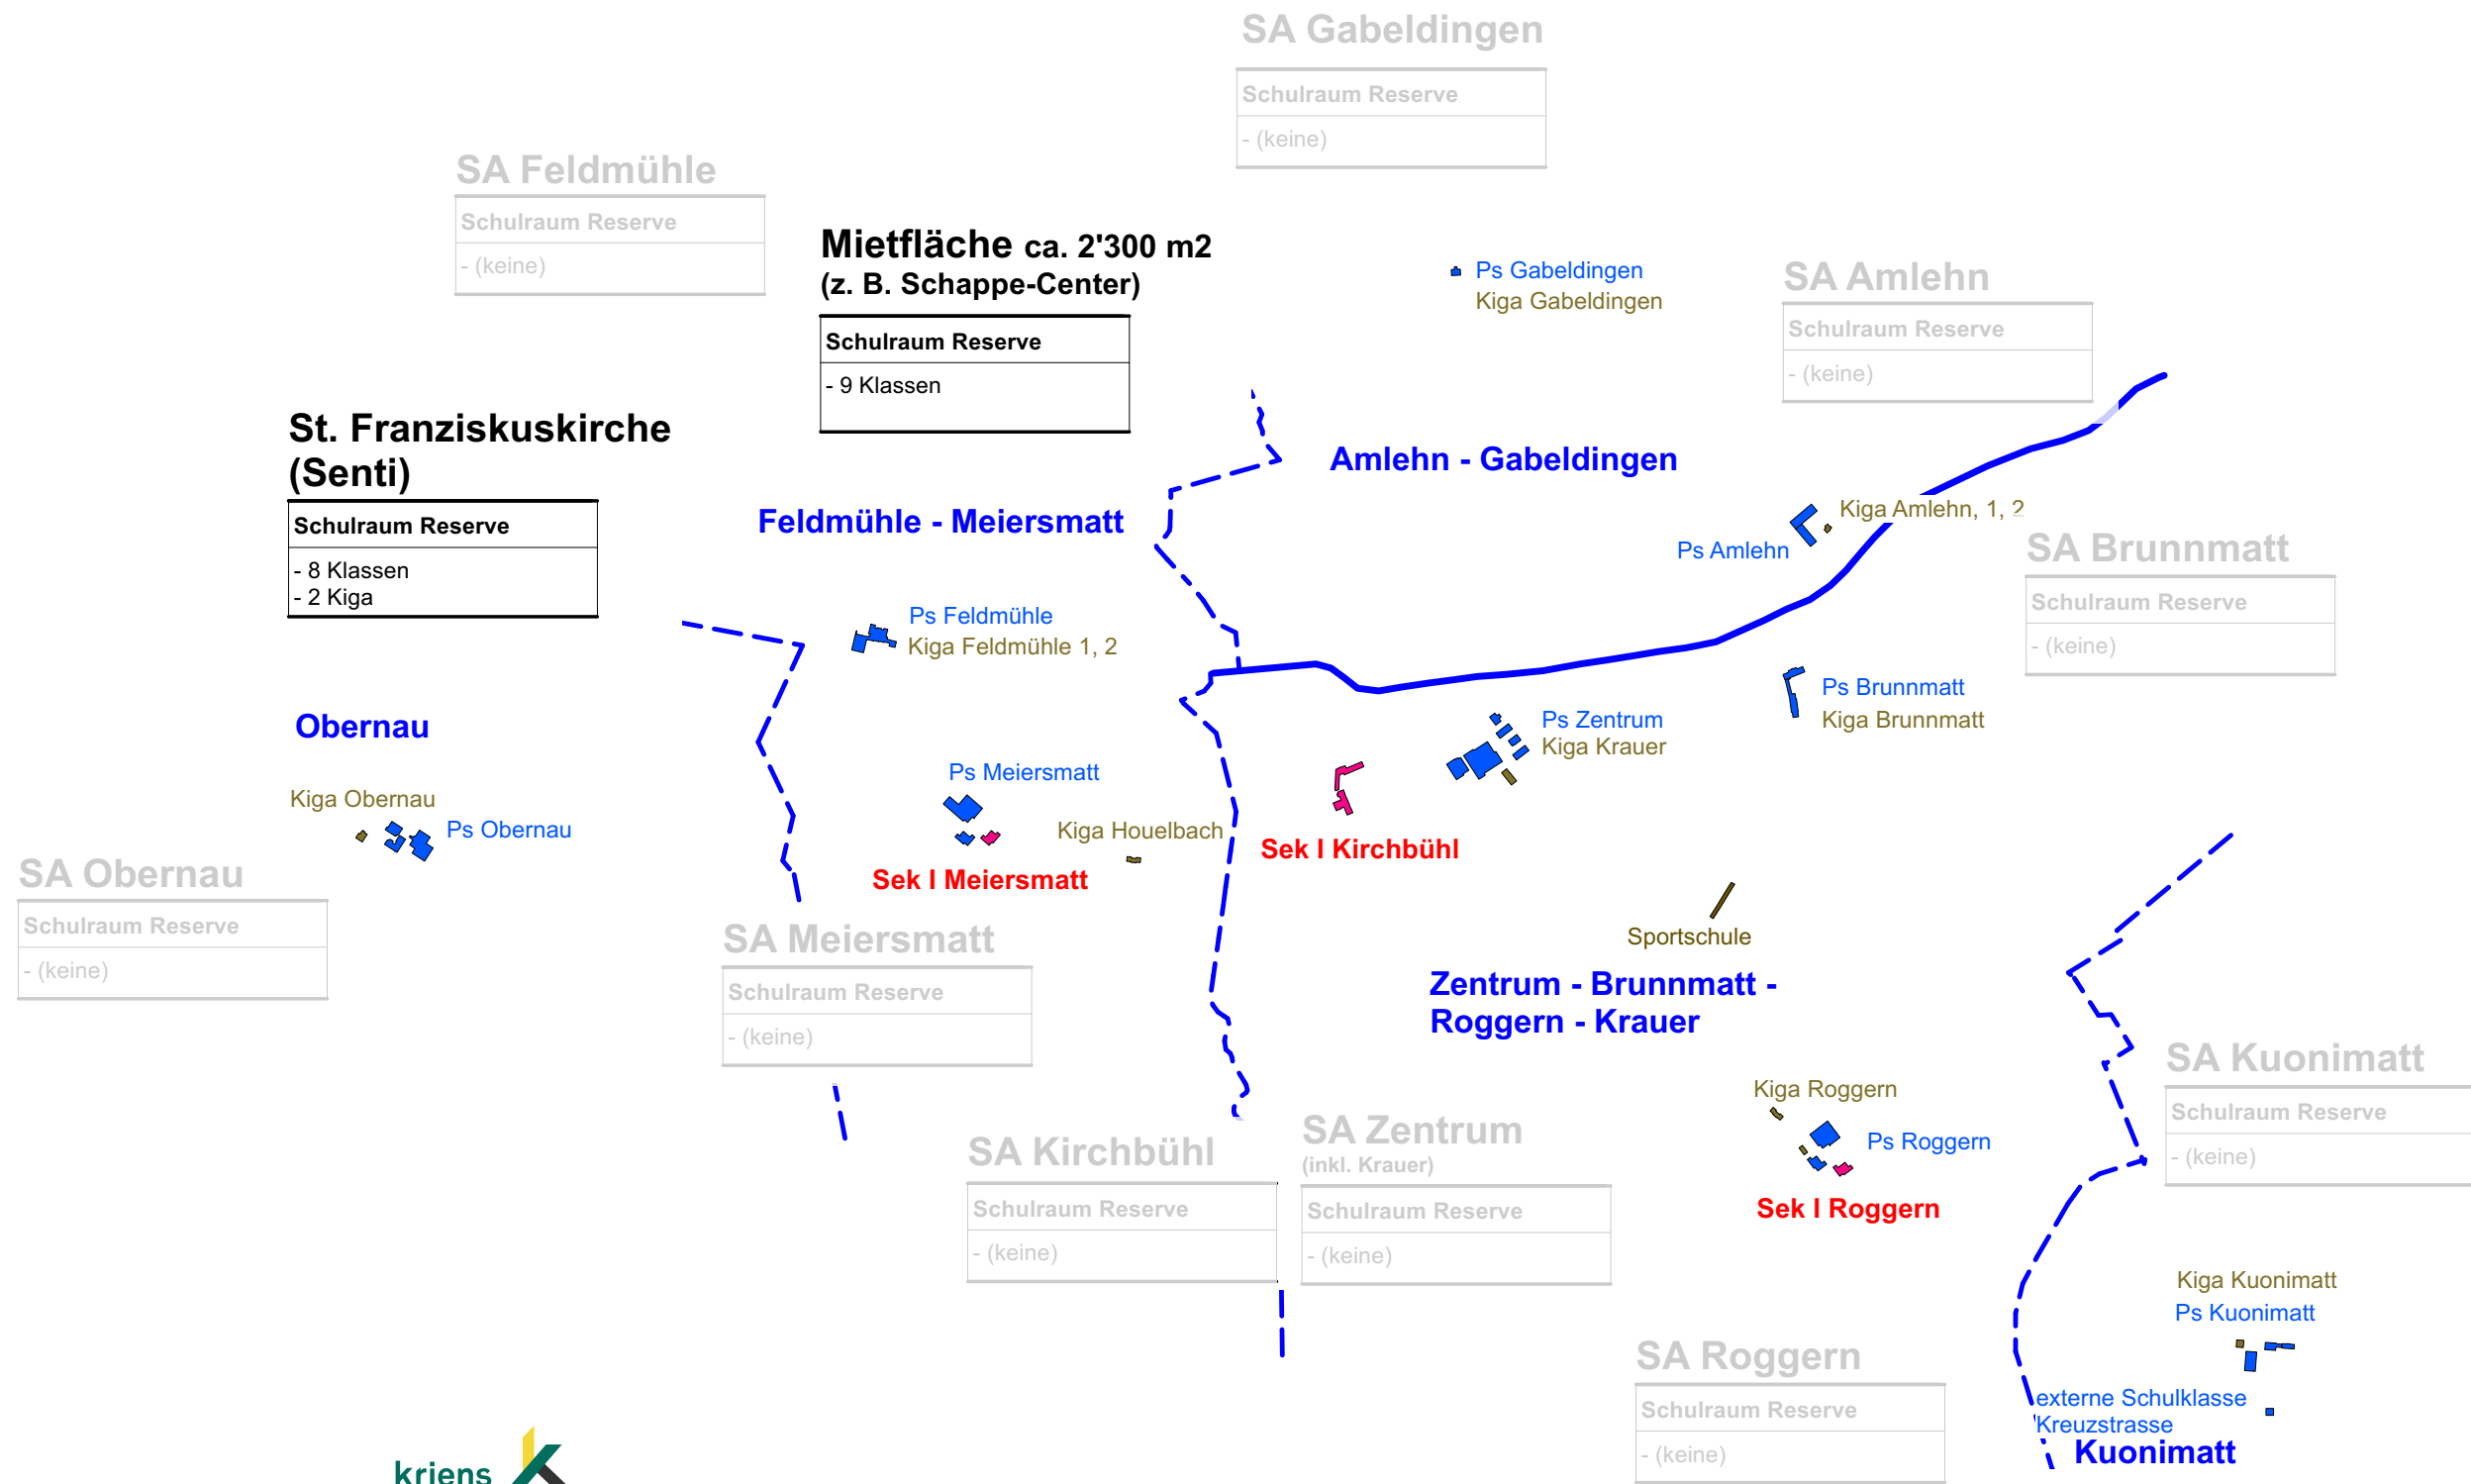 SA Gabeldingen
Schulraum Reserve
- (keine)
SA Feldmühle
Schulraum Reserve
- (keine)
Mietfläche ca. 2'300 m2
(z. B. Schappe-Center)
Schulraum Reserve
- 9 Klassen
Ps Gabeldingen
Kiga Gabeldingen
SA Amlehn
Schulraum Reserve
- (keine)
St. Franziskuskirche
(Senti)
Schulraum Reserve
- 8 Klassen
- 2 Kiga
Amlehn - Gabeldingen
Feldmühle - Meiersmatt
Kiga Amlehn, 1, 2
Ps Amlehn
SA Brunnmatt
Schulraum Reserve
- (keine)
Ps Feldmühle
Kiga Feldmühle 1, 2
Obernau
Ps Brunnmatt
Kiga Brunnmatt
Ps Zentrum
Kiga Krauer
Ps Meiersmatt
Kiga Obernau
Ps Obernau
Kiga Houelbach
Sek I Kirchbühl
Sek I Meiersmatt
SA Obernau
Schulraum Reserve
- (keine)
SA Meiersmatt
Schulraum Reserve
- (keine)
Sportschule
Zentrum - Brunnmatt -
Roggern - Krauer
SA Kuonimatt
Schulraum Reserve
- (keine)
Kiga Roggern
Ps Roggern
Sek I Roggern
SA Kirchbühl
Schulraum Reserve
- (keine)
SA Zentrum
(inkl. Krauer)
Schulraum Reserve
- (keine)
Kiga Kuonimatt
Ps Kuonimatt
SA Roggern
Schulraum Reserve
- (keine)
externe Schulklasse
Kreuzstrasse
Kuonimatt
kriens